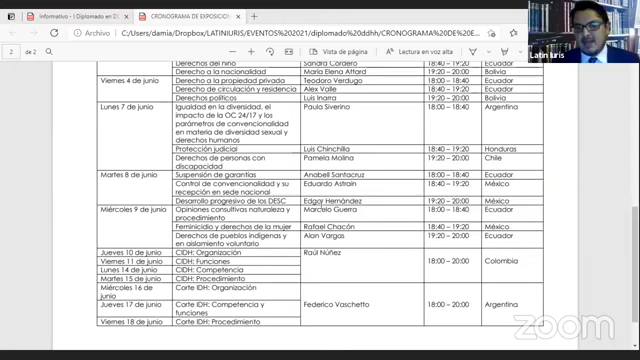 Informativo - I Diplomado en D
CRONOGRAMA DE EXPOSICION
C:/Users/damia/Dropbox/LATINIURIS/EVENTOS 2021/diplomado ddhh/CRONOGRAMA%20DE%20E
2 de 2
Vista de página
Lectura en voz alta
Latin Iuris
Derechos del niño Sandra Cordero 18:40 – 19:20 Ecuador
Derecho a la nacionalidad María Elena Attard 19:20 - 20:00 Bolivia
Viernes 4 de junio Derecho a la propiedad privada Teodoro Verdugo 18:00 – 18:40 Ecuador
Derecho de circulación y residencia Alex Valle 18:40 – 19:20 Ecuador
Derechos políticos Luis Inarra 19:20 - 20:00 Bolivia
Lunes 7 de junio Igualdad en la diversidad, el Paula Siverino 18:00 – 18:40 Argentina
impacto de la OC 24/17 y los
parámetros de convencionalidad
en materia de diversidad sexual y
derechos humanos
Protección judicial Luis Chinchilla 18:40 – 19:20 Honduras
Derechos de personas con Pamela Molina 19:20 - 20:00 Chile
discapacidad
Martes 8 de junio Suspensión de garantías Anabell Santacruz 18:00 – 18:40 Ecuador
Control de convencionalidad y su Eduardo Astrain 18:40 – 19:20 México
recepción en sede nacional
Desarrollo progresivo de los DESC Edgar Hernández 19:20 - 20:00 México
Miércoles 9 de junio Opiniones consultivas naturaleza y Marcelo Guerra 18:00 – 18:40 Ecuador
procedimiento
Feminicidio y derechos de la mujer Rafael Chacón 18:40 – 19:20 México
Derechos de pueblos indígenas y Alan Vargas 19:20 - 20:00 Ecuador
en aislamiento voluntario
Jueves 10 de junio CIDH: Organización Raúl Núñez 18:00 – 20:00 Colombia
Viernes 11 de junio CIDH: Funciones
Lunes 14 de junio CIDH: Competencia
Martes 15 de junio CIDH: Procedimiento
Miércoles 16 de Corte IDH: Organización Federico Vaschetto 18:00 – 20:00 Argentina
junio
Jueves 17 de junio Corte IDH: Competencia y
funciones
Viernes 18 de junio Corte IDH: Procedimiento
zoom